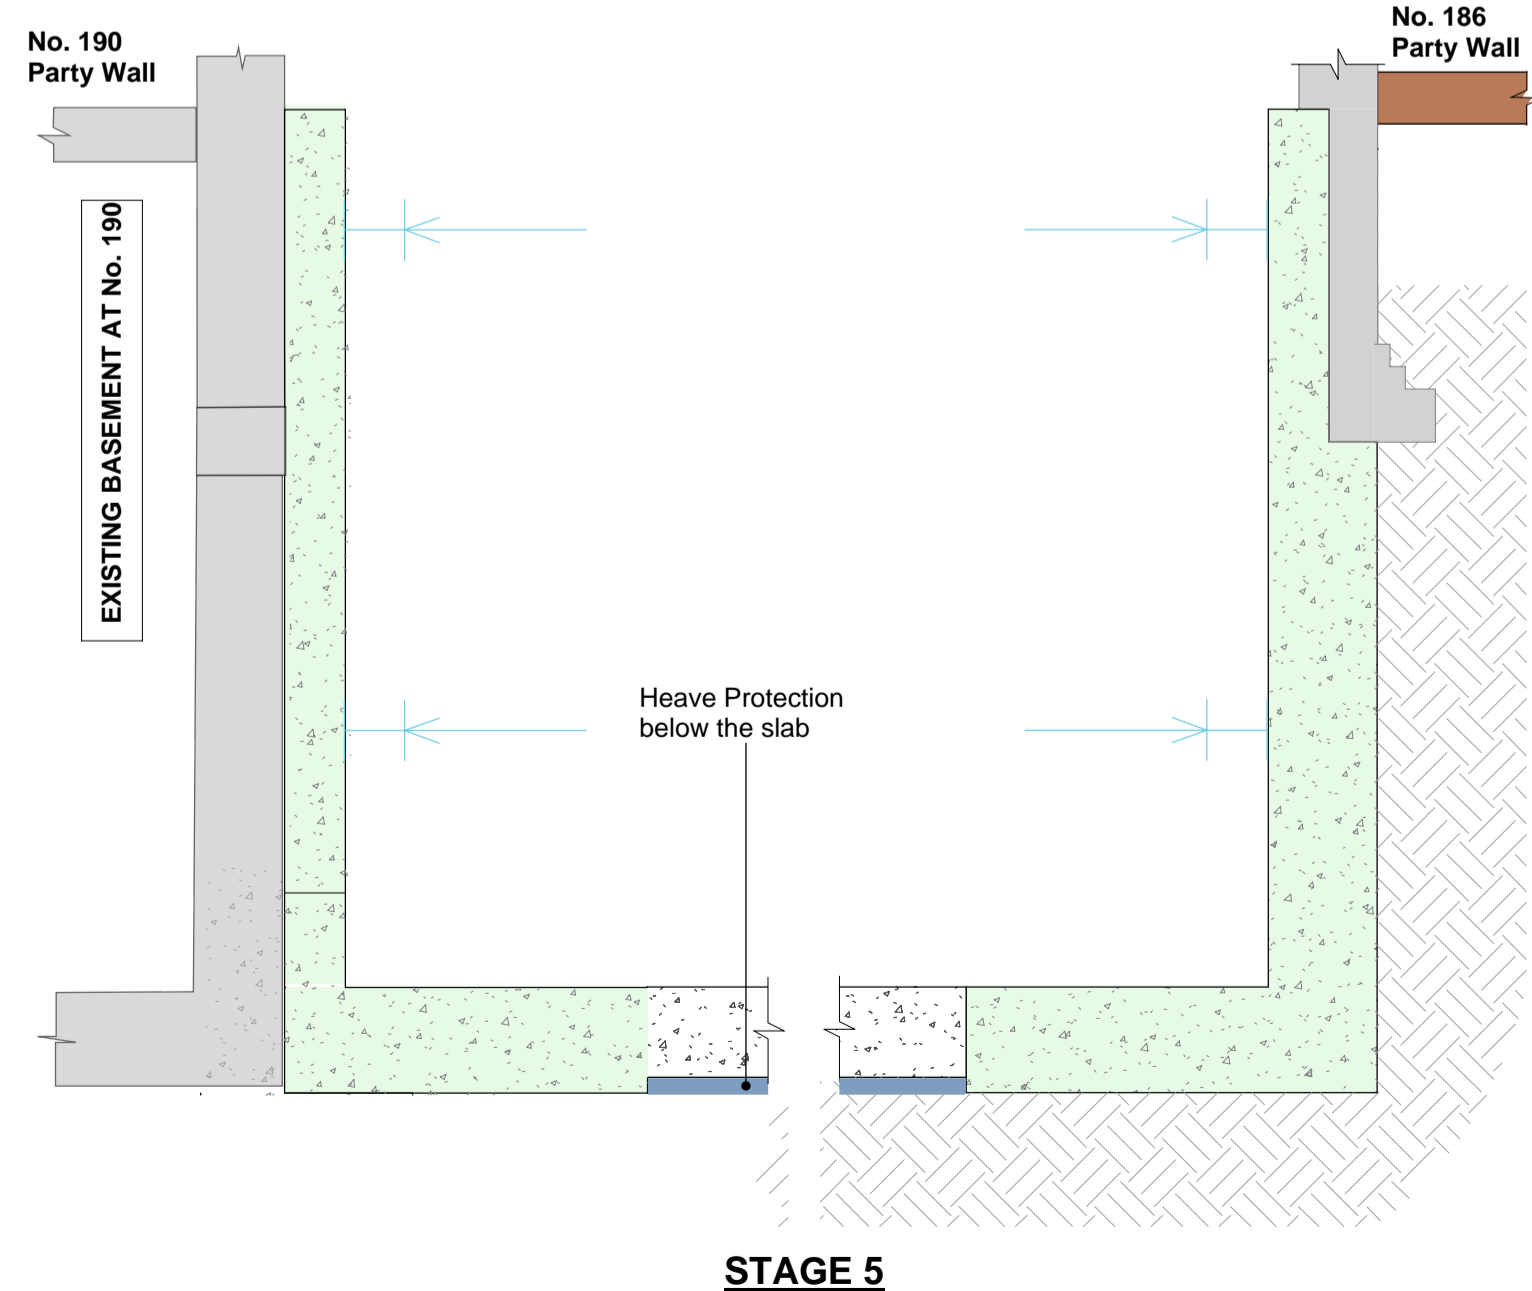 No. 190
Party Wall
No. 186
Party Wall
EXISTING BASEMENT AT No. 190
Heave Protection
below the slab
STAGE 5